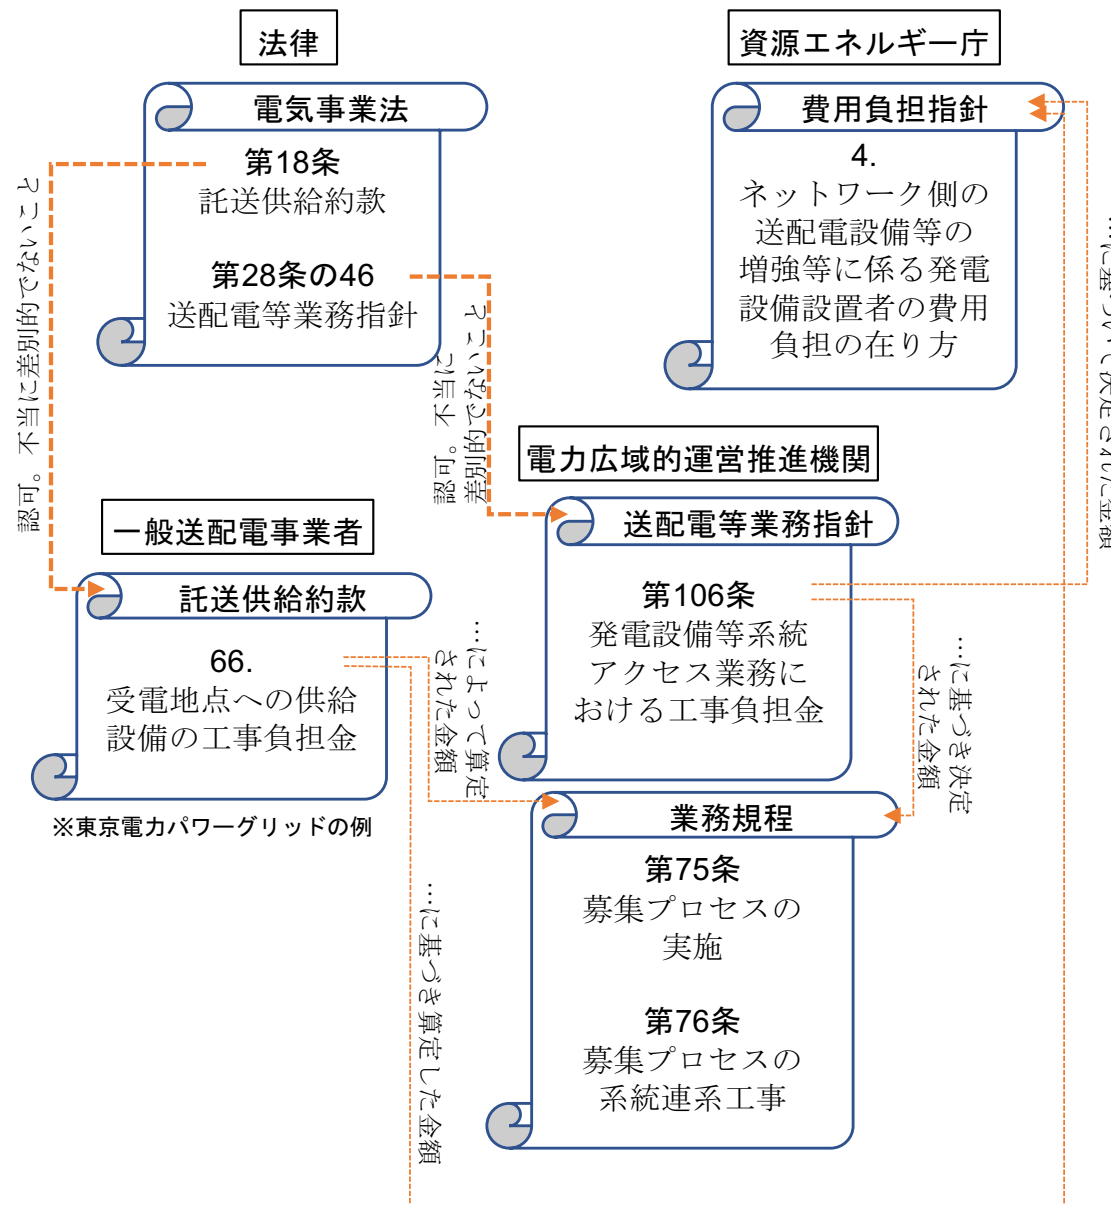 法律
電気事業法
第18条
託送供給約款
第28条の46
送配電等業務指針
資源エネルギー庁
費用負担指針
4.
ネットワーク側の
送配電設備等の
増強等に係る発電
設備設置者の費用
負担の在り方
認可。不当に差別的でないこと
認可。不当に
差別的でないこと
…に基づいて決定された金額
電力広域的運営推進機関
送配電等業務指針
第106条
発電設備等系統
アクセス業務に
おける工事負担金
一般送配電事業者
託送供給約款
66.
受電地点への供給
設備の工事負担金
※東京電力パワーグリッドの例
…によって算定
された金額
…に基づき決定
された金額
業務規程
第75条
募集プロセスの
実施
第76条
募集プロセスの
系統連系工事
…に基づき算定した金額